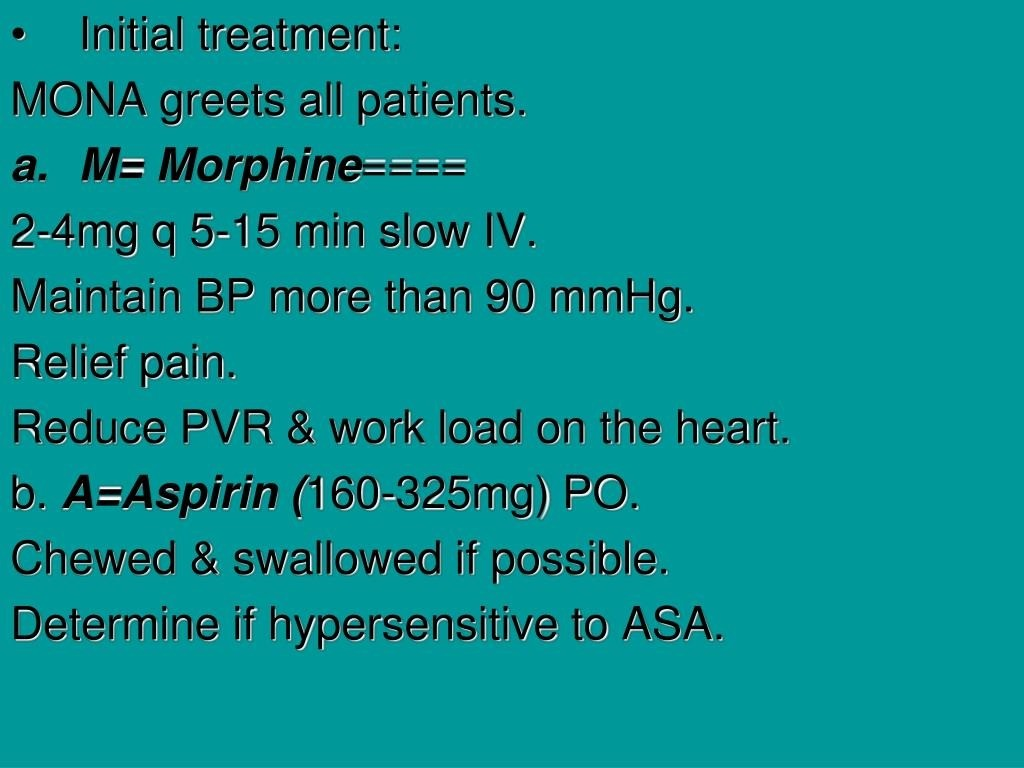 • Initial treatment:
MONA greets all patients.
a. M= Morphine====
2-4mg q 5-15 min slow IV.
Maintain BP more than 90 mmHg.
Relief pain.
Reduce PVR & work load on the heart.
b. A=Aspirin (160-325mg) PO.
Chewed & swallowed if possible.
Determine if hypersensitive to ASA.